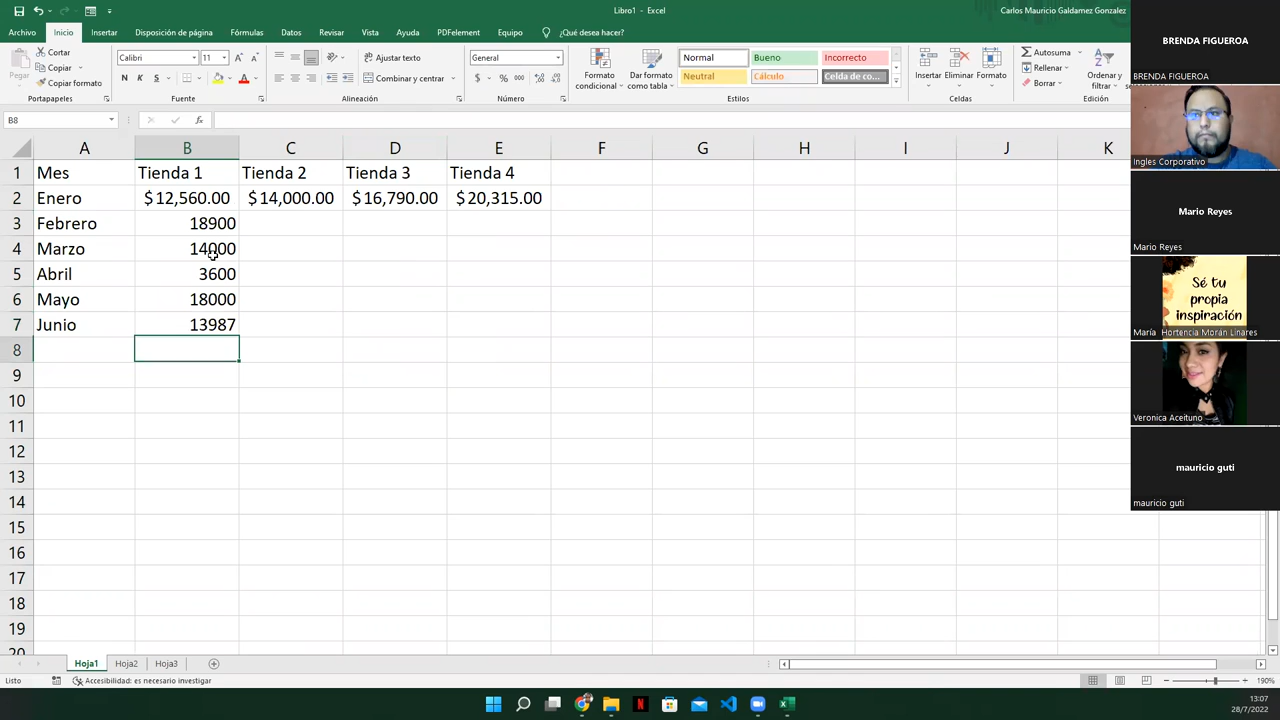 Libro1 - Excel
Carlos Mauricio Galdamez Gonzalez
Archivo Inicio Insertar Disposición de página Fórmulas Datos Revisar Vista Ayuda PDFelement Equipo ¿Qué desea hacer?
Pegar
Cortar
Copiar
Copiar formato
Portapapeles
Calibri 11
N K S
Fuente
Ajustar texto
Combinar y centrar
Alineación
General
$ % 000
Número
Formato condicional
Dar formato como tabla
Normal Bueno Incorrecto
Neutral Cálculo Celda de co...
Estilos
Insertar Eliminar Formato
Celdas
Autosuma
Rellenar
Borrar
Ordenar y filtrar
Edición
B8
fx
A B C D E F G H I J K
1 Mes Tienda 1 Tienda 2 Tienda 3 Tienda 4
2 Enero $12,560.00 $14,000.00 $16,790.00 $20,315.00
3 Febrero 18900
4 Marzo 14000
5 Abril 3600
6 Mayo 18000
7 Junio 13987
8
9
10
11
12
13
14
15
16
17
18
19
20
Hoja1 Hoja2 Hoja3
Listo
Accesibilidad: es necesario investigar
190%
13:07
28/7/2022
BRENDA FIGUEROA
BRENDA FIGUEROA
Ingles Corporativo
Mario Reyes
Mario Reyes
Sé tu
propia
inspiración
María Hortencia Morán Linares
Veronica Aceituno
mauricio guti
mauricio guti